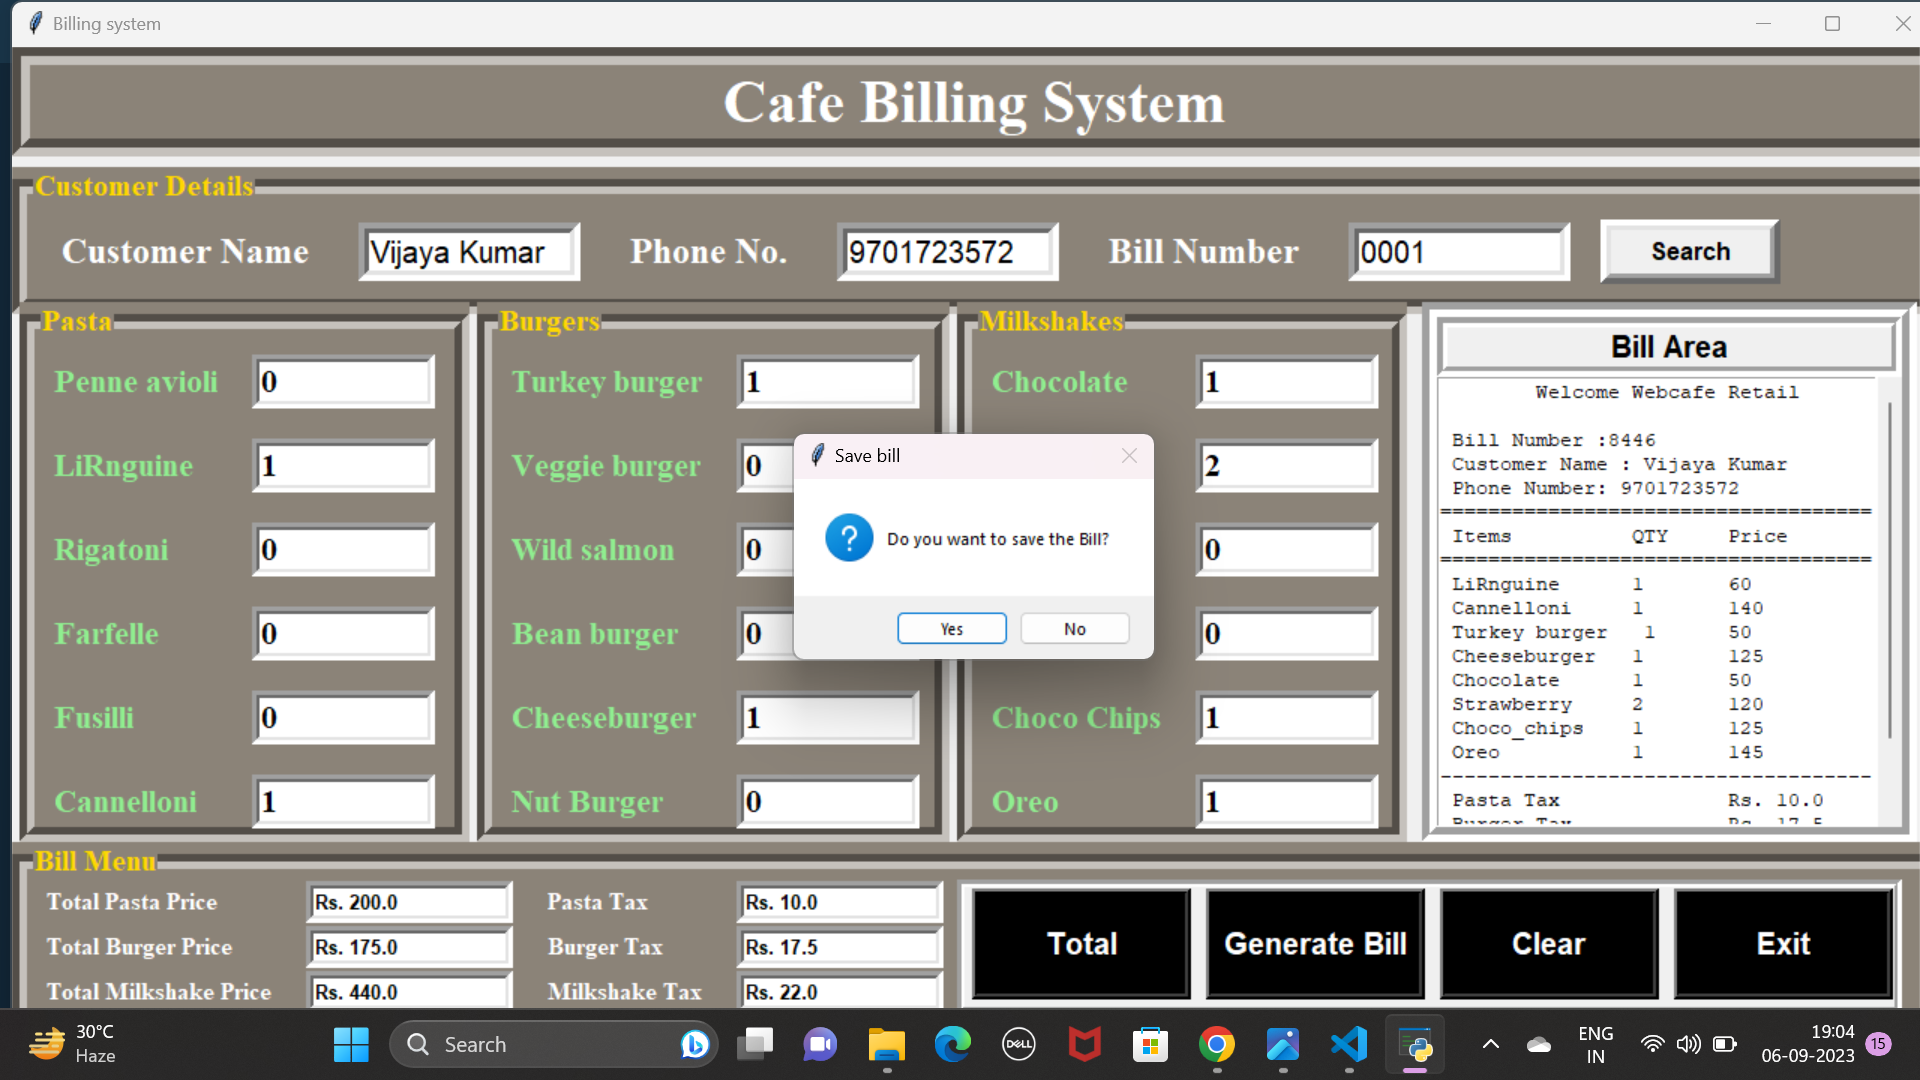 Billing system
Cafe Billing System
Customer Details
Customer Name Vijaya Kumar Phone No. 9701723572 Bill Number 0001 Search
Pasta
Penne avioli 0
LiRnguine 1
Rigatoni 0
Farfelle 0
Fusilli 0
Cannelloni 1
Burgers
Turkey burger 1
Veggie burger 0
Wild salmon 0
Bean burger 0
Cheeseburger 1
Nut Burger 0
Milkshakes
Chocolate 1
2
0
0
Choco Chips 1
Oreo 1
Save bill
?
Do you want to save the Bill?
Yes No
Bill Area
Welcome Webcafe Retail
Bill Number :8446
Customer Name : Vijaya Kumar
Phone Number: 9701723572
====================================
Items QTY Price
====================================
LiRnguine 1 60
Cannelloni 1 140
Turkey burger 1 50
Cheeseburger 1 125
Chocolate 1 50
Strawberry 2 120
Choco_chips 1 125
Oreo 1 145
------------------------------------
Pasta Tax Rs. 10.0
Burger Tax Rs. 17.5
Bill Menu
Total Pasta Price Rs. 200.0 Pasta Tax Rs. 10.0
Total Burger Price Rs. 175.0 Burger Tax Rs. 17.5
Total Milkshake Price Rs. 440.0 Milkshake Tax Rs. 22.0
Total Generate Bill Clear Exit
30°C
Haze
Search
DELL
ENG
IN
19:04
06-09-2023
15